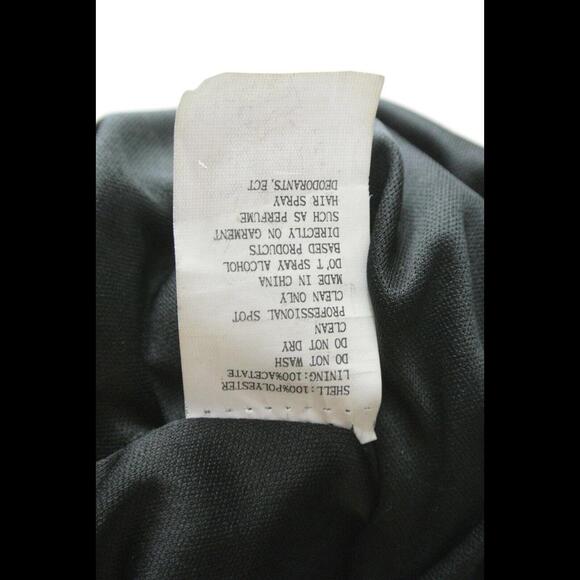 SHELL:100%POLYESTER
LINING:100%ACETATE
DO NOT WASH
DO NOT DRY
CLEAN
PROFESSIONAL SPOT
CLEAN ONLY
MADE IN CHINA
DO'T SPRAY ALCOHOL
BASED PRODUCTS
DIRECTLY ON GARMENT
SUCH AS PERFUME
HAIR SPRAY
DEODORANTS, ECT